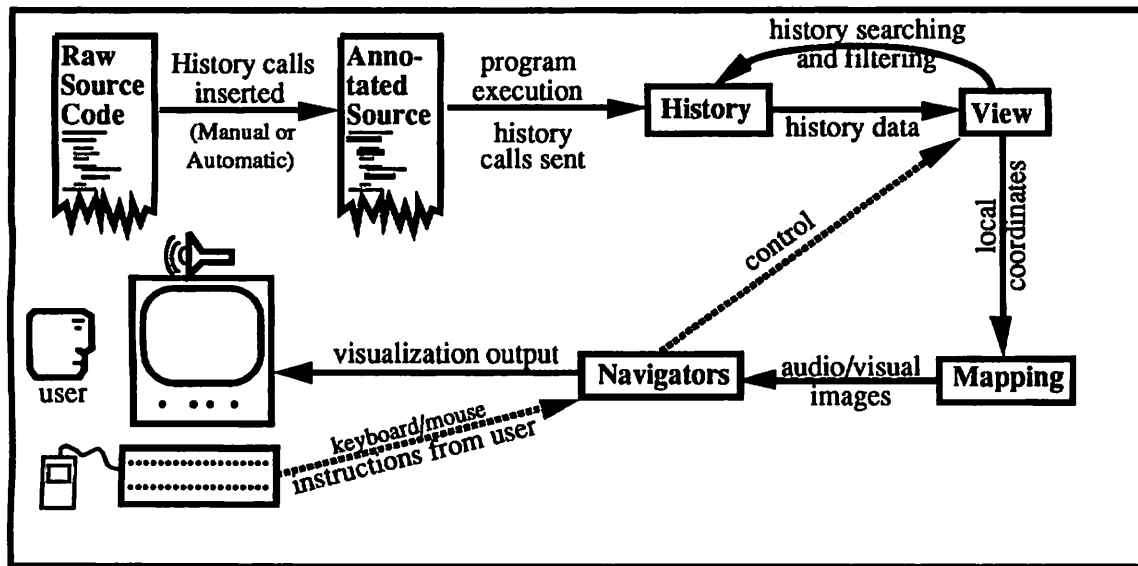 Raw
Source
Code
History calls
inserted
(Manual or
Automatic)
Anno-
tated
Source
program
execution
history
calls sent
History
history searching
and filtering
history data
View
local
coordinates
control
user
visualization output
Navigators
audio/visual
images
Mapping
keyboard/mouse
instructions from user